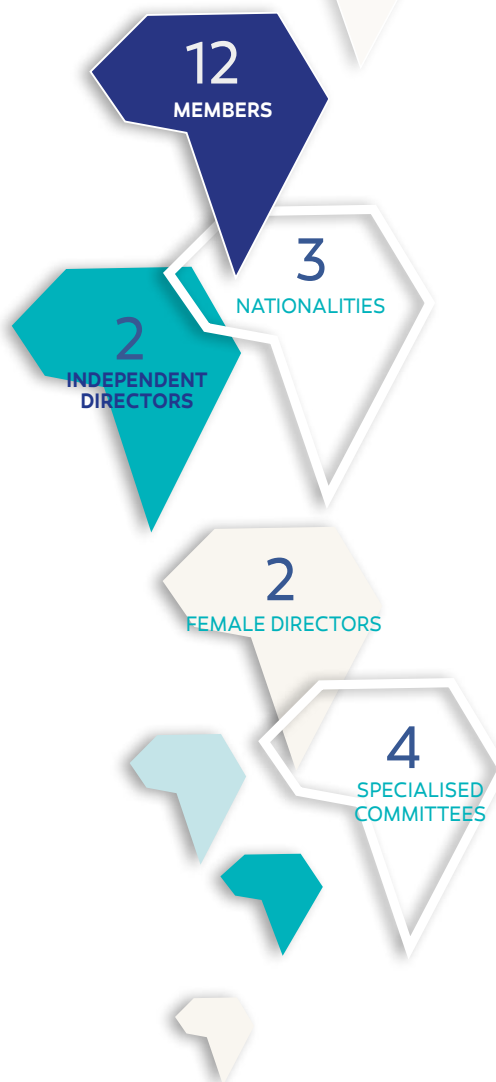 12
MEMBERS
3
NATIONALITIES
2
INDEPENDENT
DIRECTORS
2
FEMALE DIRECTORS
4
SPECIALISED
COMMITTEES